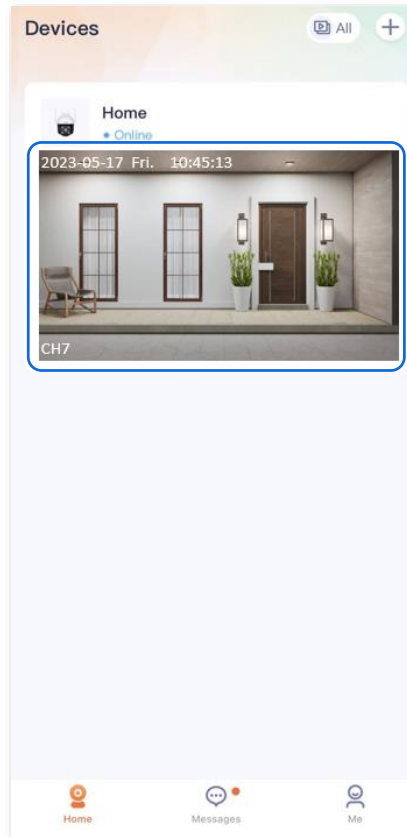 Devices
All
Home
Online
2023-05-17 Fri. 10:45:13
CH7
Home
Messages
Me